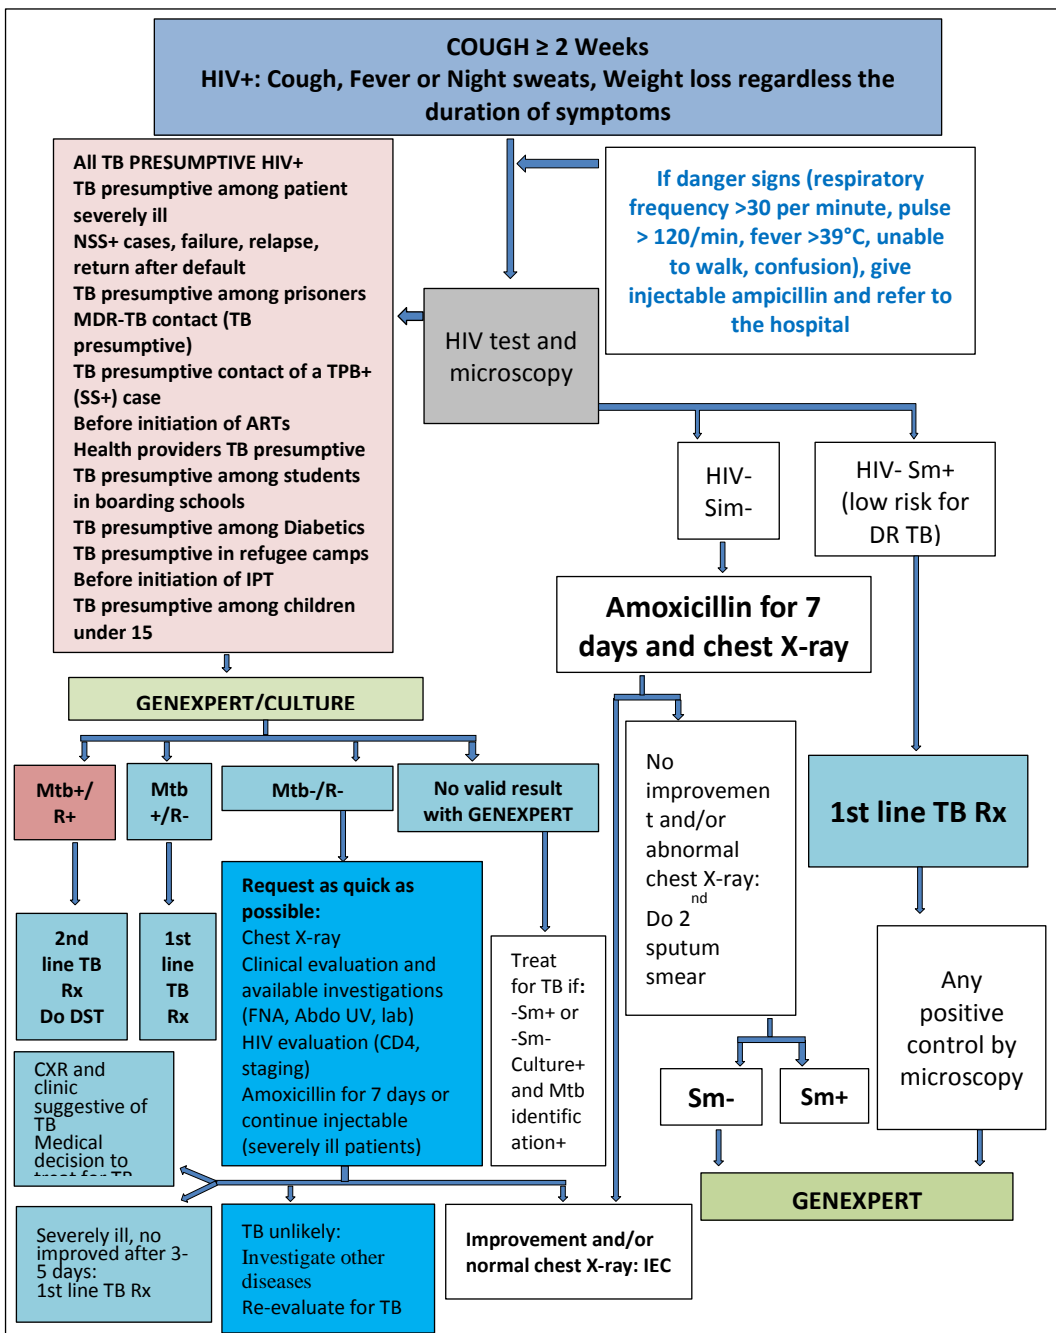 COUGH ≥ 2 Weeks
HIV+: Cough, Fever or Night sweats, Weight loss regardless the
duration of symptoms
All TB PRESUMPTIVE HIV+
TB presumptive among patient
severely ill
NSS+ cases, failure, relapse,
return after default
TB presumptive among prisoners
MDR-TB contact (TB
presumptive)
TB presumptive contact of a TPB+
(SS+) case
Before initiation of ARTs
Health providers TB presumptive
TB presumptive among students
in boarding schools
TB presumptive among Diabetics
TB presumptive in refugee camps
Before initiation of IPT
TB presumptive among children
under 15
If danger signs (respiratory
frequency >30 per minute, pulse
> 120/min, fever >39°C, unable
to walk, confusion), give
injectable ampicillin and refer to
the hospital
HIV test and
microscopy
HIV-
Sim-
HIV- Sm+
(low risk for
DR TB)
Amoxicillin for 7
days and chest X-ray
GENEXPERT/CULTURE
Mtb+/
R+
Mtb
+/R-
Mtb-/R-
No valid result
with GENEXPERT
No
improvemen
t and/or
abnormal
chest X-ray:
nd
Do 2
sputum
smear
1st line TB Rx
2nd
line TB
Rx
Do DST
1st
line
TB
Rx
Request as quick as
possible:
Chest X-ray
Clinical evaluation and
available investigations
(FNA, Abdo UV, lab)
HIV evaluation (CD4,
staging)
Amoxicillin for 7 days or
continue injectable
(severely ill patients)
Treat
for TB if:
-Sm+ or
-Sm-
Culture+
and Mtb
identific
ation+
Any
positive
control by
microscopy
Sm-
Sm+
CXR and
clinic
suggestive of
TB
Medical
decision to
treat for TB
GENEXPERT
Severely ill, no
improved after 3-
5 days:
1st line TB Rx
TB unlikely:
Investigate other
diseases
Re-evaluate for TB
Improvement and/or
normal chest X-ray: IEC